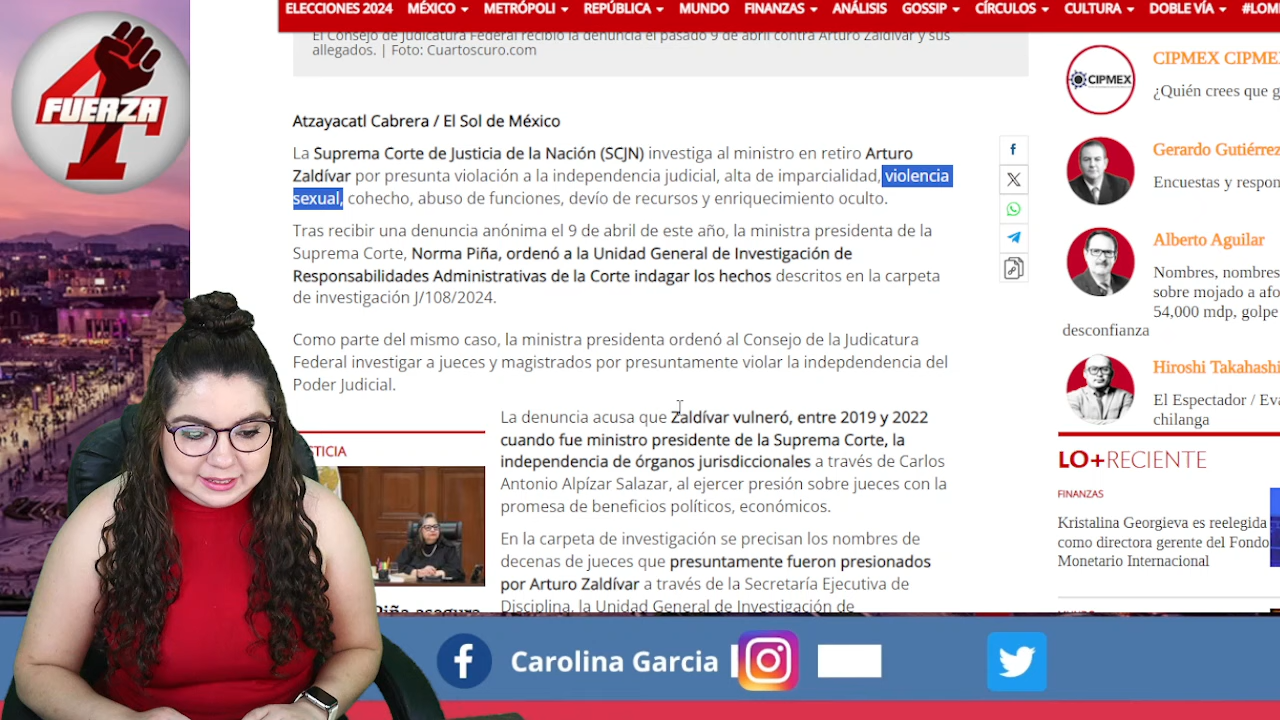 ELECCIONES 2024 MÉXICO METRÓPOLI REPÚBLICA MUNDO FINANZAS ANÁLISIS GOSSIP CÍRCULOS CULTURA DOBLE VÍA
El Consejo de Judicatura Federal recibió la denuncia el pasado 9 de abril contra Arturo Zaldívar y sus
allegados. | Foto: Cuartoscuro.com
4
FUERZA
Atzayacatl Cabrera / El Sol de México
La Suprema Corte de Justicia de la Nación (SCJN) investiga al ministro en retiro Arturo
Zaldívar por presunta violación a la independencia judicial, alta de imparcialidad, violencia
sexual, cohecho, abuso de funciones, devío de recursos y enriquecimiento oculto.
Tras recibir una denuncia anónima el 9 de abril de este año, la ministra presidenta de la
Suprema Corte, Norma Piña, ordenó a la Unidad General de Investigación de
Responsabilidades Administrativas de la Corte indagar los hechos descritos en la carpeta
de investigación J/108/2024.
Como parte del mismo caso, la ministra presidenta ordenó al Consejo de la Judicatura
Federal investigar a jueces y magistrados por presuntamente violar la indepdendencia del
Poder Judicial.
La denuncia acusa que Zaldívar vulneró, entre 2019 y 2022
cuando fue ministro presidente de la Suprema Corte, la
independencia de órganos jurisdiccionales a través de Carlos
Antonio Alpízar Salazar, al ejercer presión sobre jueces con la
promesa de beneficios políticos, económicos.
En la carpeta de investigación se precisan los nombres de
decenas de jueces que presuntamente fueron presionados
por Arturo Zaldívar a través de la Secretaría Ejecutiva de
Disciplina, la Unidad General de Investigación de
TICIA
Piña asegura
CIPMEX
CIPMEX CIPME
¿Quién crees que g
Gerardo Gutiérrez
Encuestas y respon
Alberto Aguilar
Nombres, nombres
sobre mojado a afo
54,000 mdp, golpe
desconfianza
Hiroshi Takahashi
El Espectador / Eva
chilanga
LO+RECIENTE
FINANZAS
Kristalina Georgieva es reelegida
como directora gerente del Fondo
Monetario Internacional
Carolina Garcia